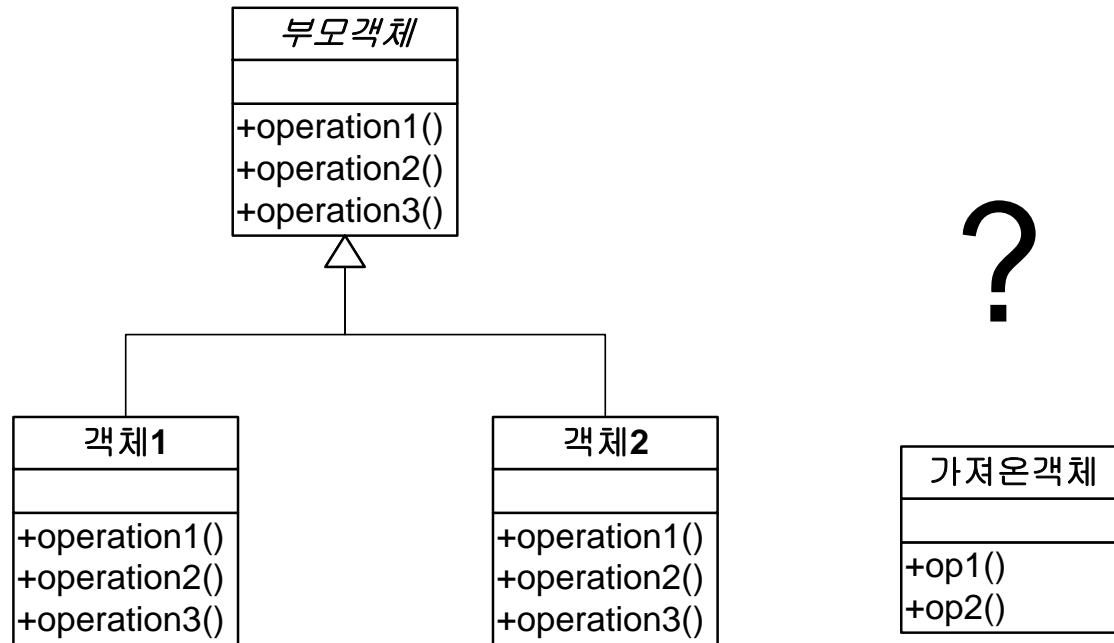 부모객체
+operation1()
+operation2()
+operation3()
?
객체1
+operation1()
+operation2()
+operation3()
객체2
+operation1()
+operation2()
+operation3()
가져온객체
+op1()
+op2()